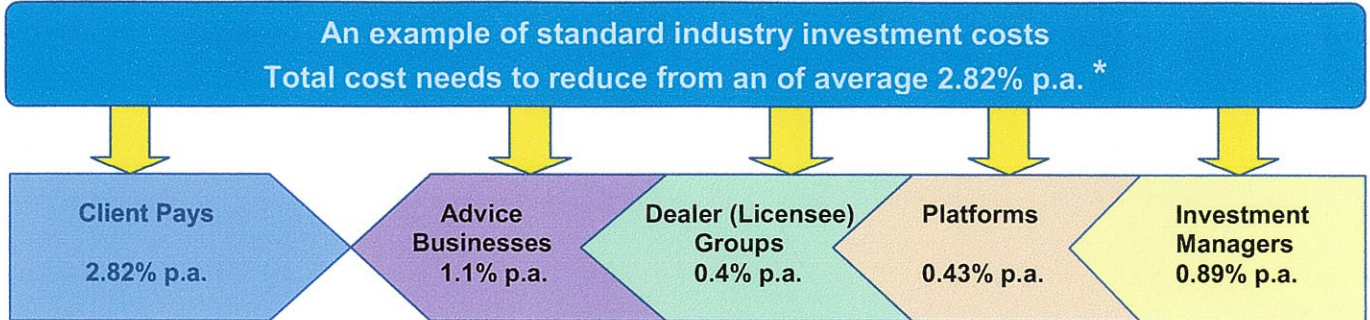 An example of standard industry investment costs
Total cost needs to reduce from an of average 2.82% p.a. *
Client Pays
2.82% p.a.
Advice
Businesses
1.1% p.a.
Dealer (Licensee)
Groups
0.4% p.a.
Platforms
0.43% p.a.
Investment
Managers
0.89% p.a.